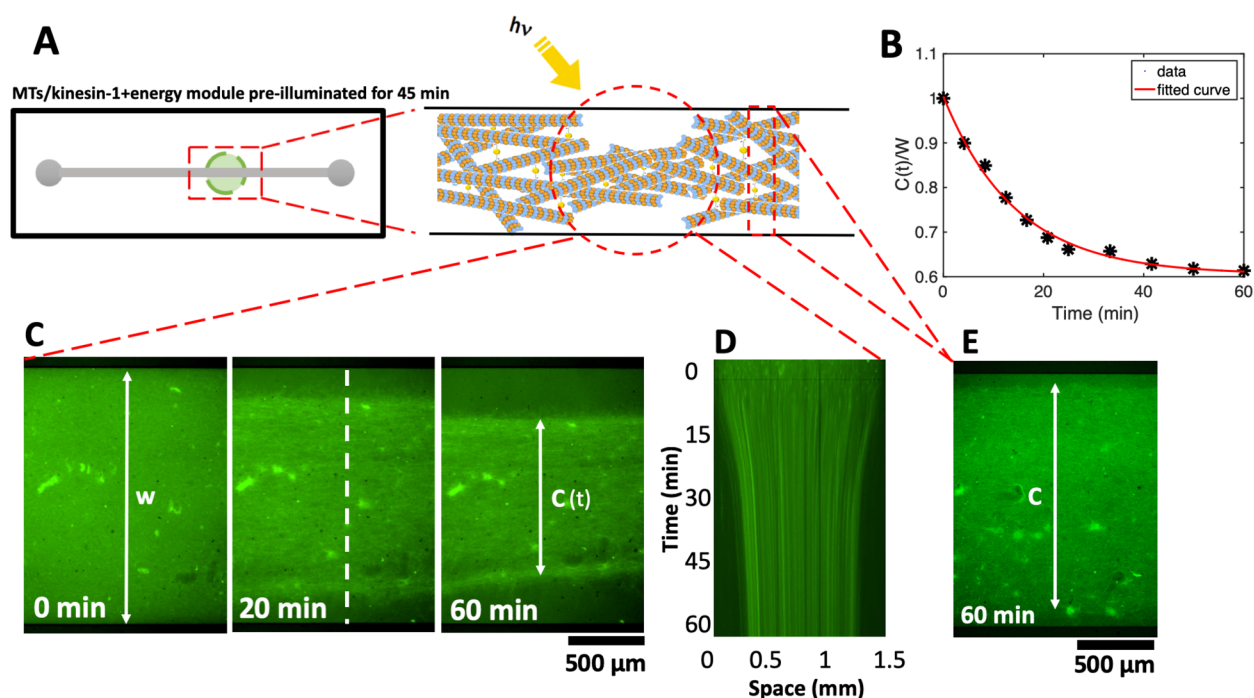 A
hν
MTs/kinesin-1+energy module pre-illuminated for 45 min
B
1.1
1
0.9
0.8
0.7
0.6
C(t)/W
data
fitted curve
0
20
40
60
Time (min)
C
W
0 min
20 min
C (t)
60 min
500 µm
D
0
15
30
45
60
Time (min)
0
0.5
1
1.5
Space (mm)
E
C
60 min
500 µm